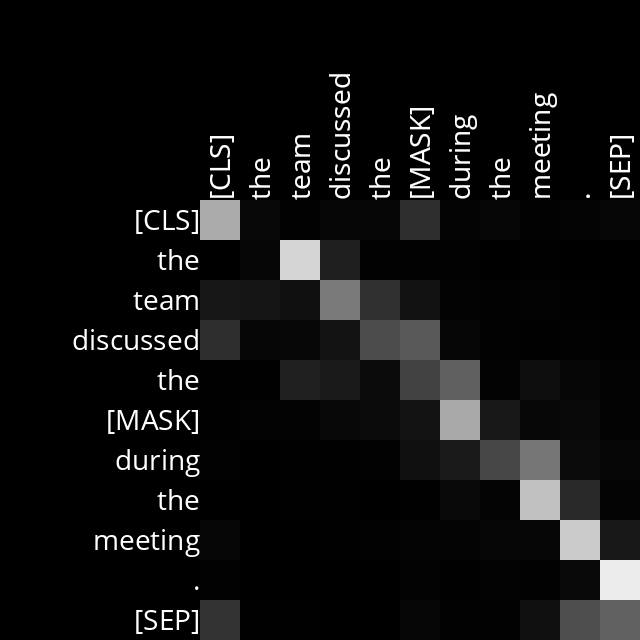 [CLS] the team discussed the [MASK] during the meeting . [SEP]
[CLS]
the
team
discussed
the
[MASK]
during
the
meeting
.
[SEP]